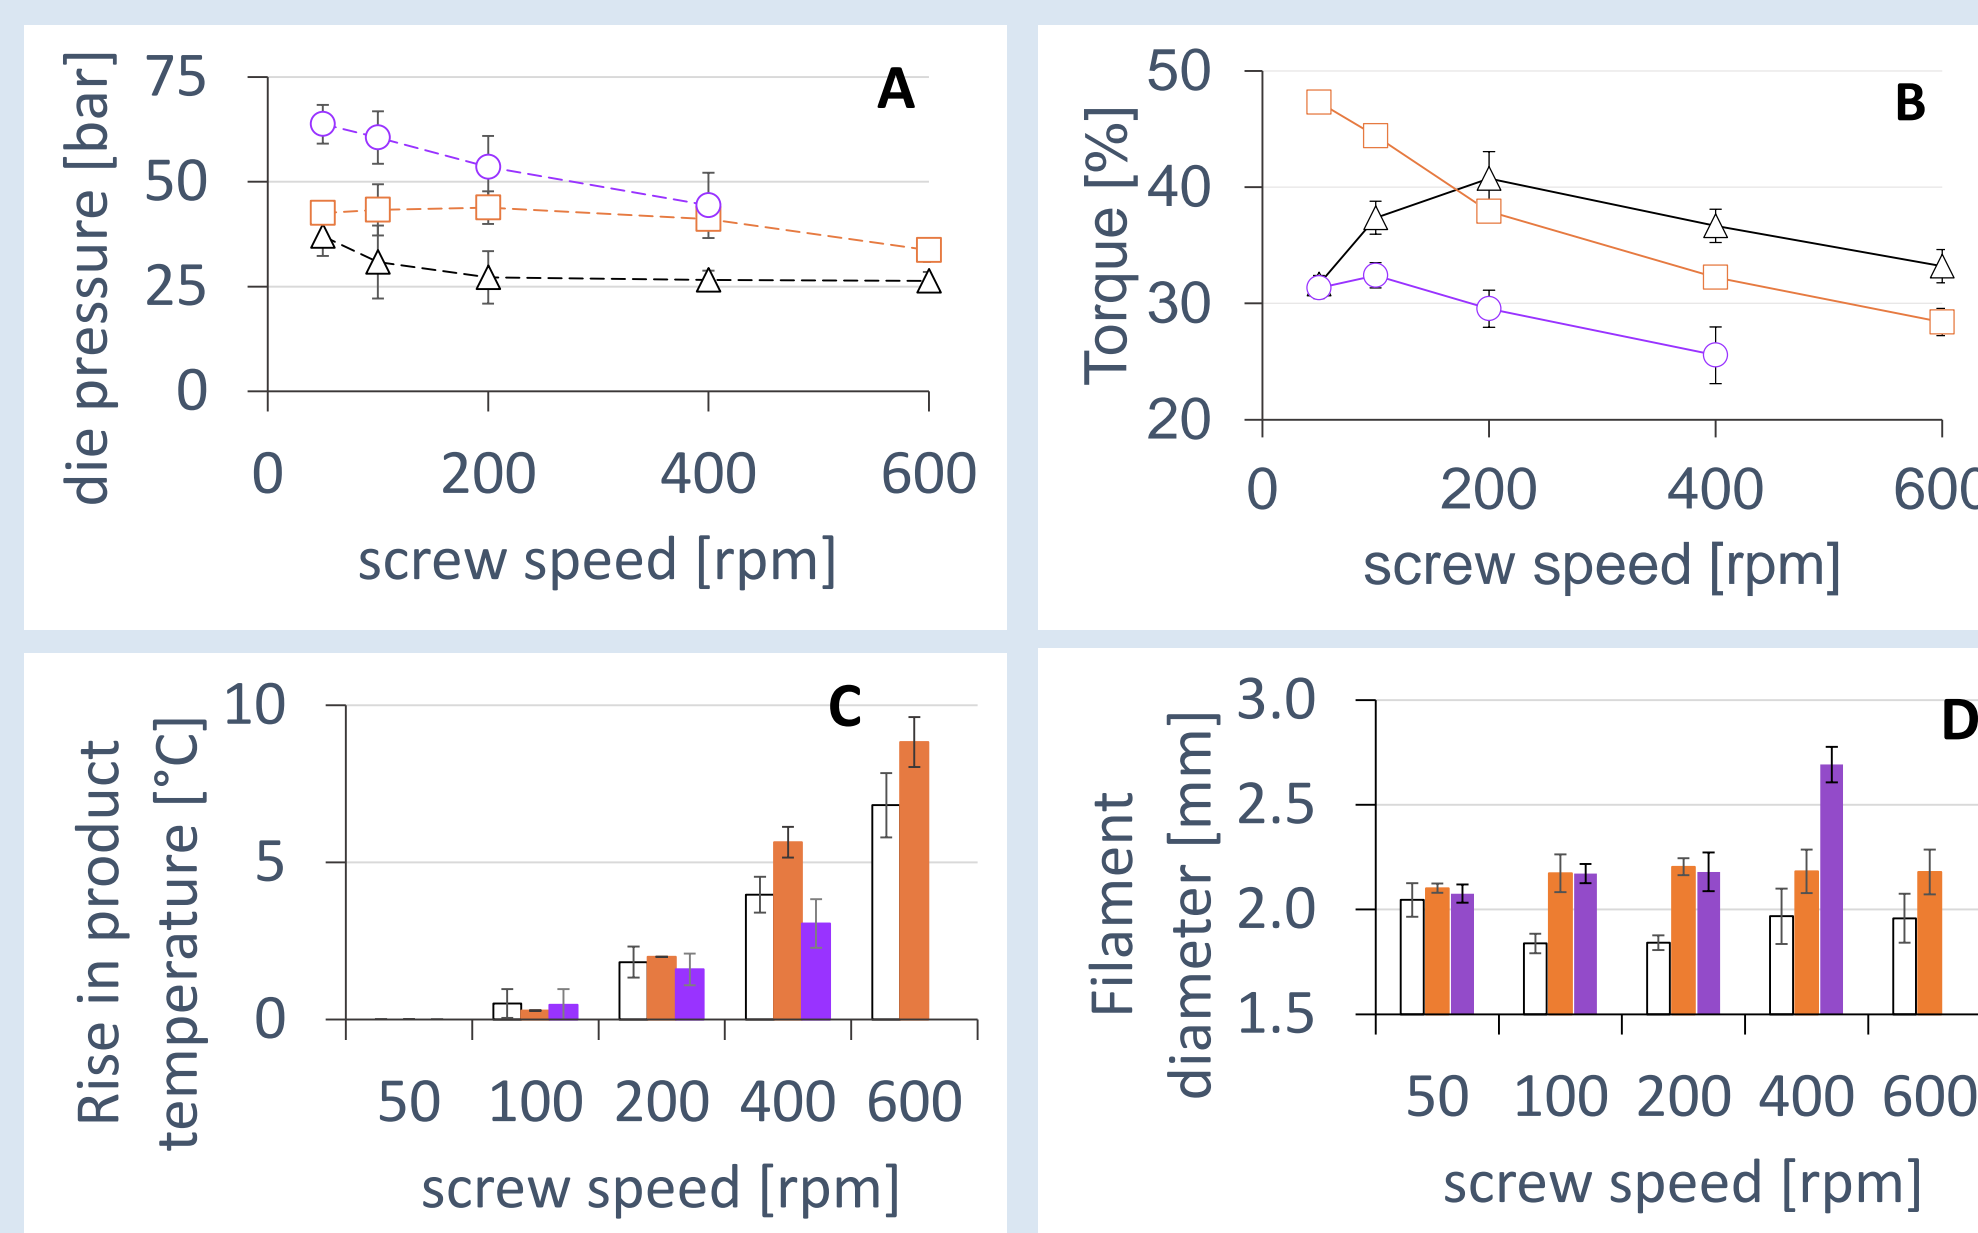 A
die pressure [bar]
75
50
25
0
0 200 400 600
screw speed [rpm]
B
Torque [%]
50
40
30
20
0 200 400 600
screw speed [rpm]
C
Rise in product
temperature [°C]
10
5
0
50 100 200 400 600
screw speed [rpm]
D
Filament
diameter [mm]
3.0
2.5
2.0
1.5
50 100 200 400 600
screw speed [rpm]